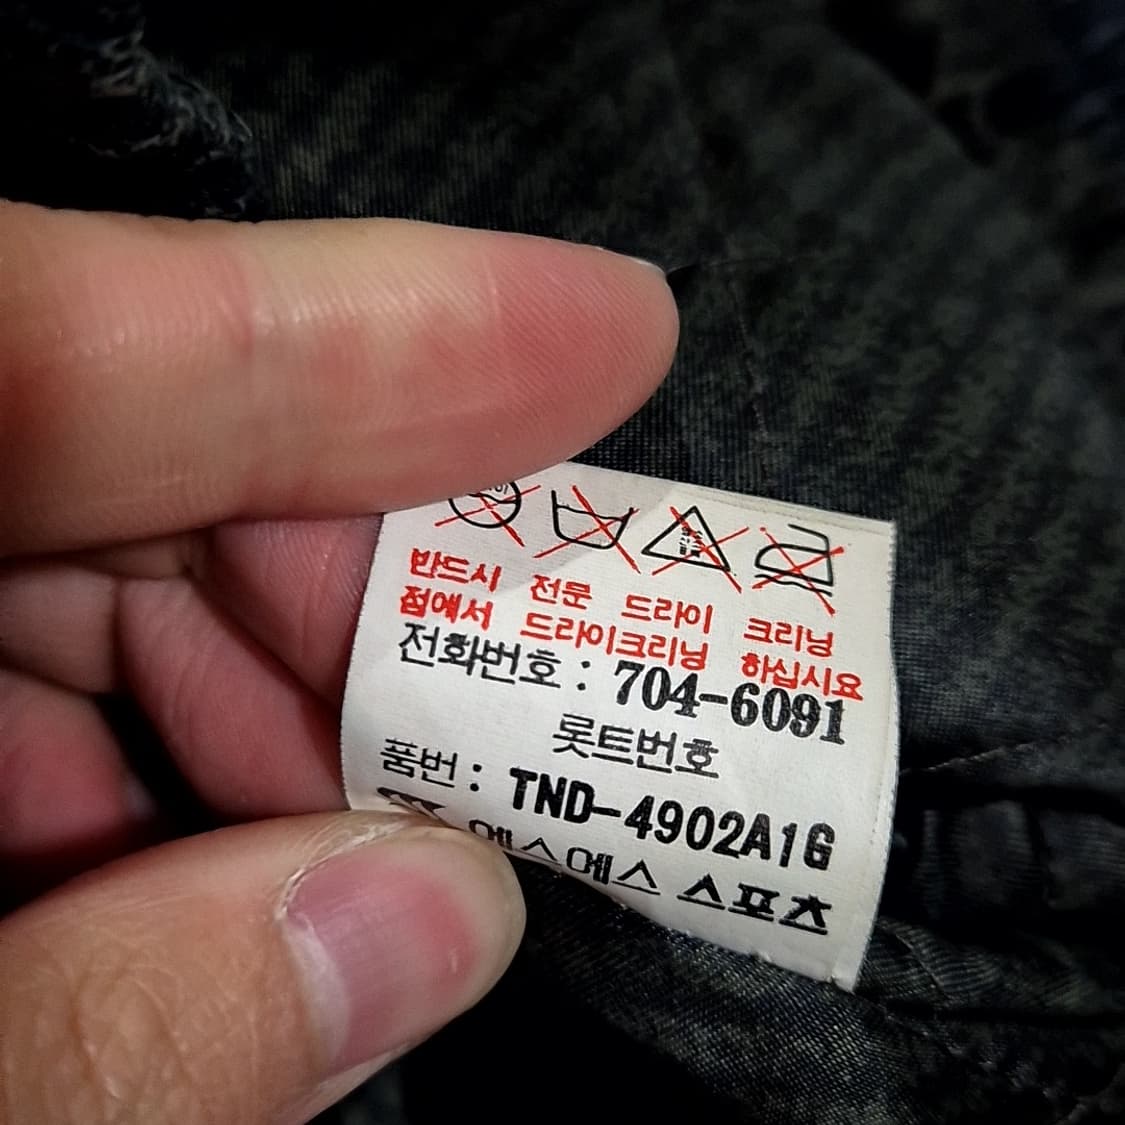 반드시 전문 드라이 크리닝
점에서 드라이크리닝 하십시요
전화번호 : 704-6091
롯트번호
품번 : TND-4902A1G
에스에스 스포츠